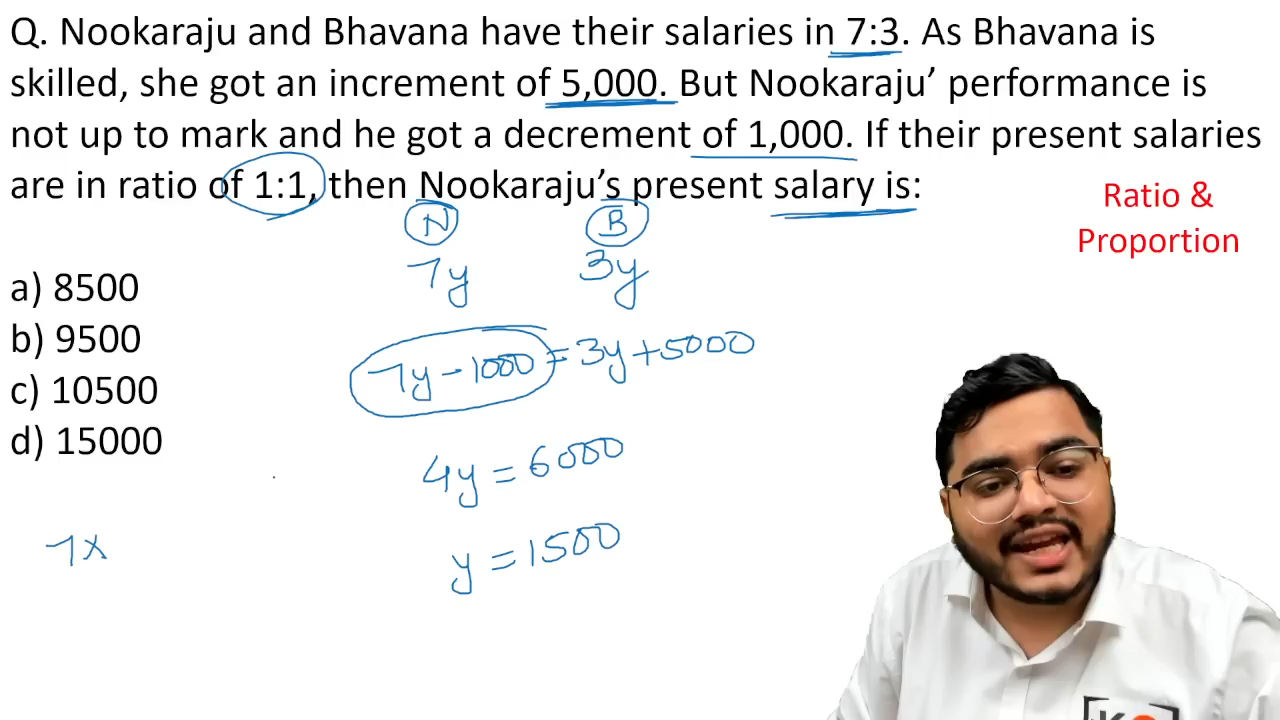 Q. Nookaraju and Bhavana have their salaries in 7:3. As Bhavana is
skilled, she got an increment of 5,000. But Nookaraju’ performance is
not up to mark and he got a decrement of 1,000. If their present salaries
are in ratio of 1:1, then Nookaraju’s present salary is:
Ratio &
Proportion
N B
7y 3y
a) 8500
b) 9500
c) 10500
d) 15000
7y - 1000 = 3y + 5000
4y = 6000
y = 1500
7x